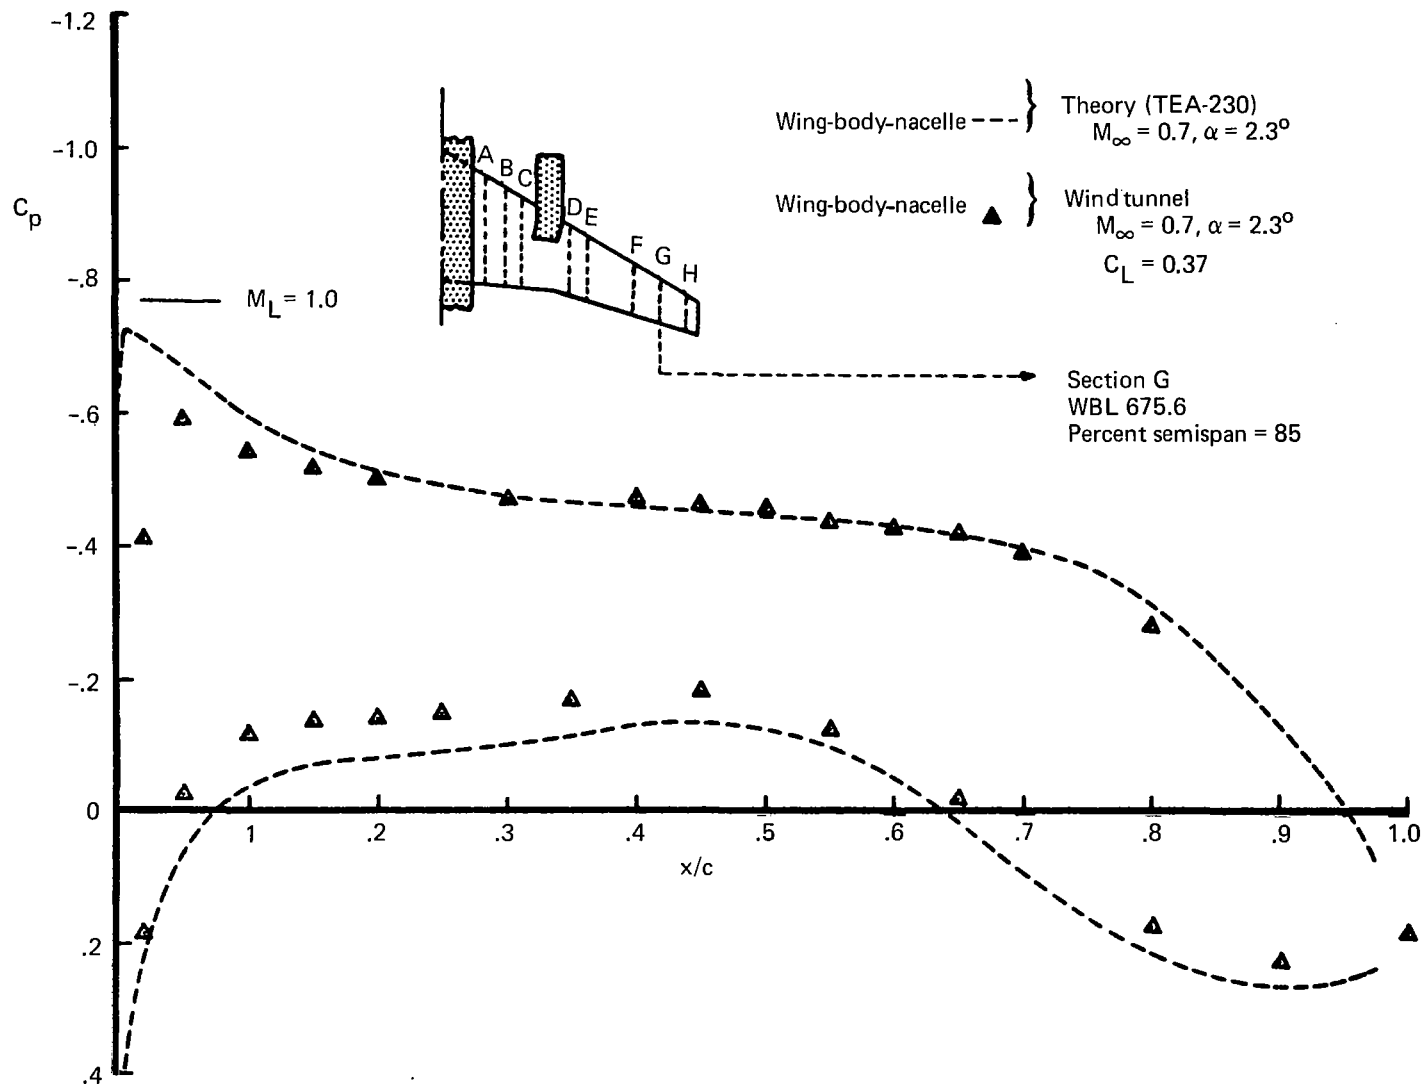 -1.2
-1.0
-.8
-.6
-.4
-.2
0
.2
.4
Cp
ML = 1.0
A
B
C
D
E
F
G
H
Wing-body-nacelle ---- } Theory (TEA-230)
M∞ = 0.7, α = 2.3º
Wing-body-nacelle ▲ } Wind tunnel
M∞ = 0.7, α = 2.3º
CL = 0.37
Section G
WBL 675.6
Percent semispan = 85
1 .2 .3 .4 .5 .6 .7 .8 .9 1.0
x/c